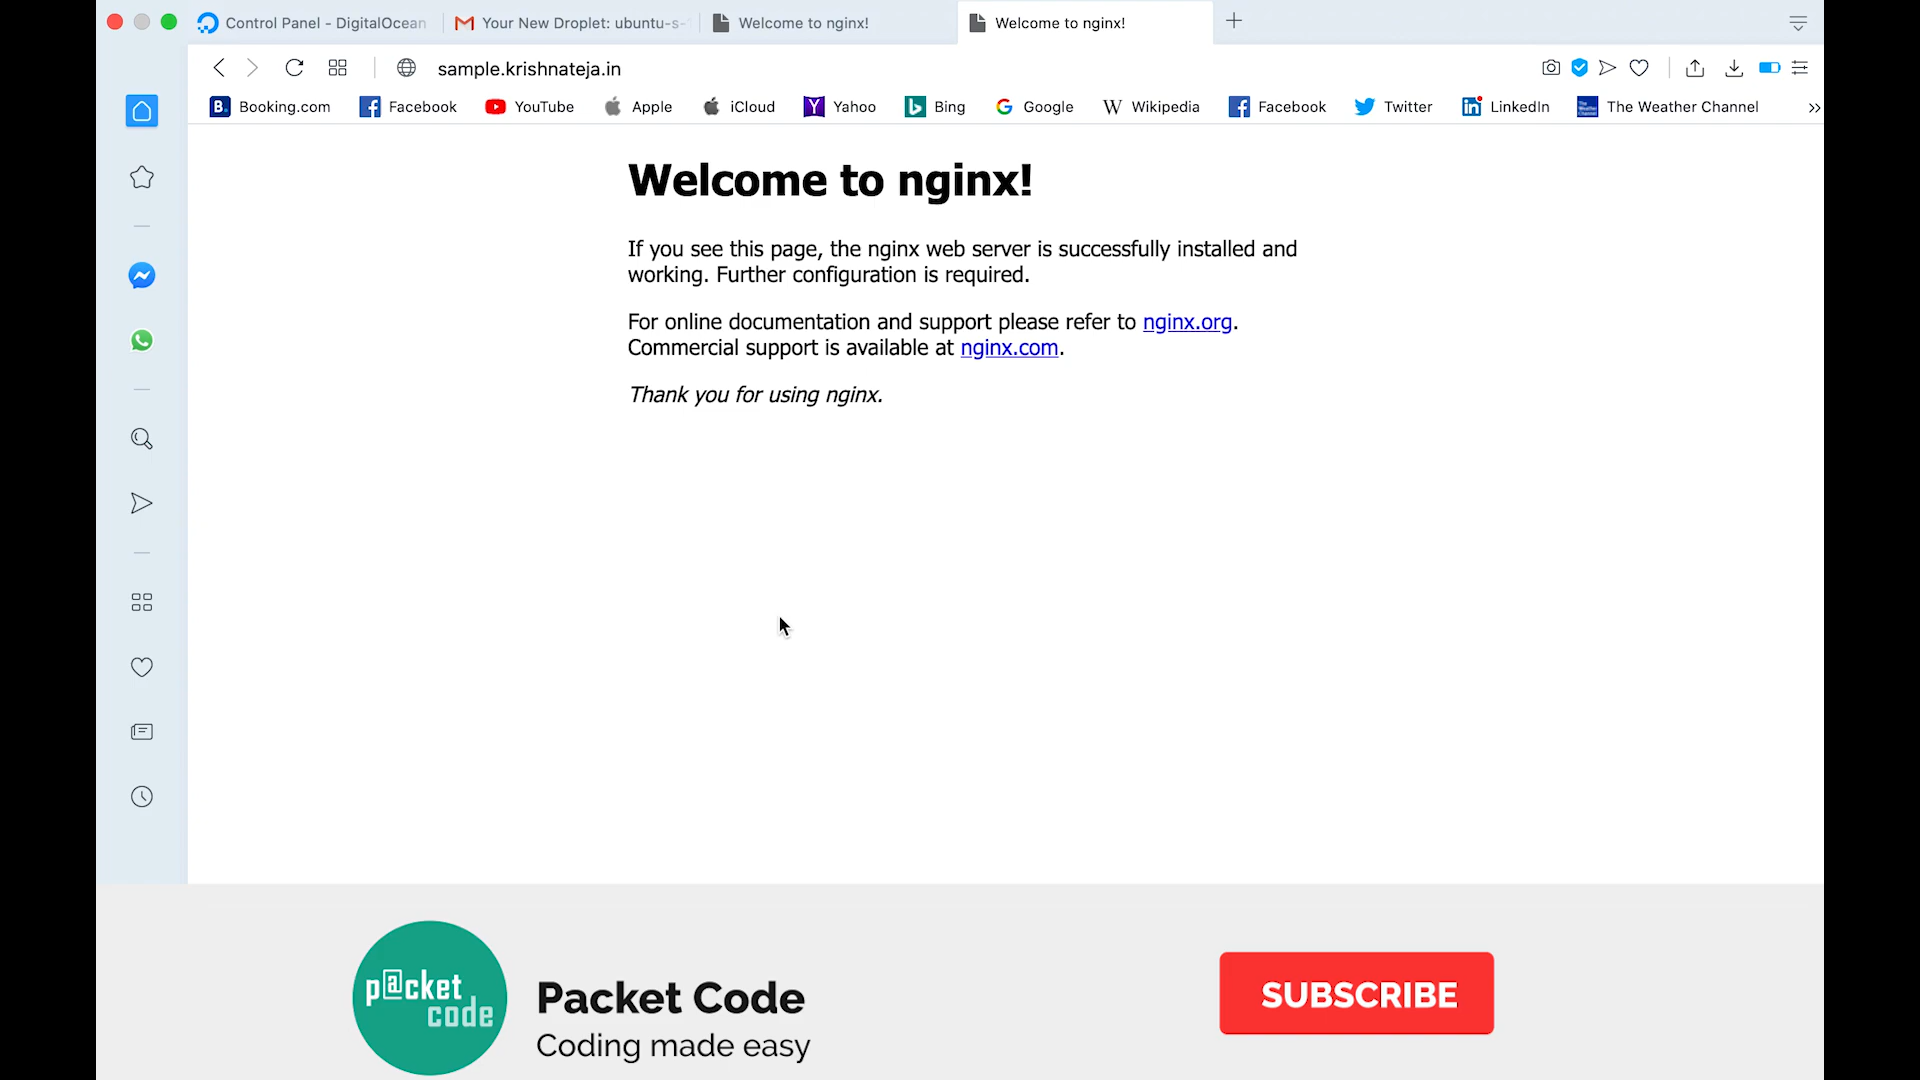 Control Panel - DigitalOcean
Your New Droplet: ubuntu-s-
Welcome to nginx!
Welcome to nginx!
sample.krishnateja.in
B. Booking.com
Facebook
YouTube
Apple
iCloud
Yahoo
Bing
Google
Wikipedia
Facebook
Twitter
LinkedIn
The Weather Channel
Welcome to nginx!
If you see this page, the nginx web server is successfully installed and
working. Further configuration is required.
For online documentation and support please refer to nginx.org.
Commercial support is available at nginx.com.
Thank you for using nginx.
p@cket
code
Packet Code
Coding made easy
SUBSCRIBE